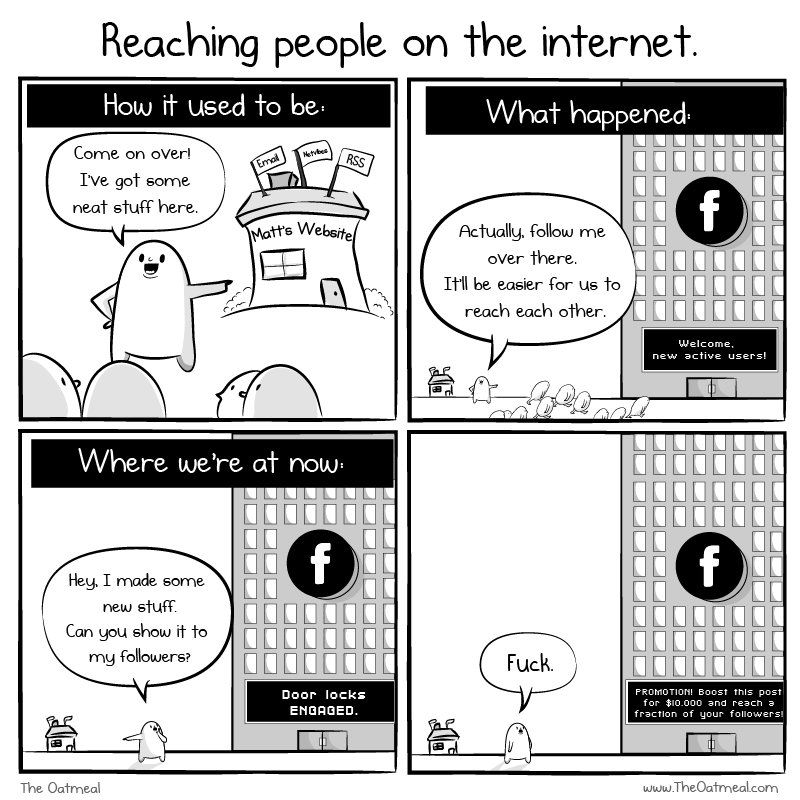 Reaching people on the internet.
How it used to be:
Come on over!
I've got some
neat stuff here.
Email
Netvibes
RSS
Matt's Website
What happened:
Actually, follow me
over there.
It'll be easier for us to
reach each other.
f
Welcome,
new active users!
Where we're at now:
Hey, I made some
new stuff.
Can you show it to
my followers?
f
Door locks
ENGAGED.
Fuck.
f
PROMOTION! Boost this post
for $10.000 and reach a
fraction of your followers!
The Oatmeal
www.TheOatmeal.com